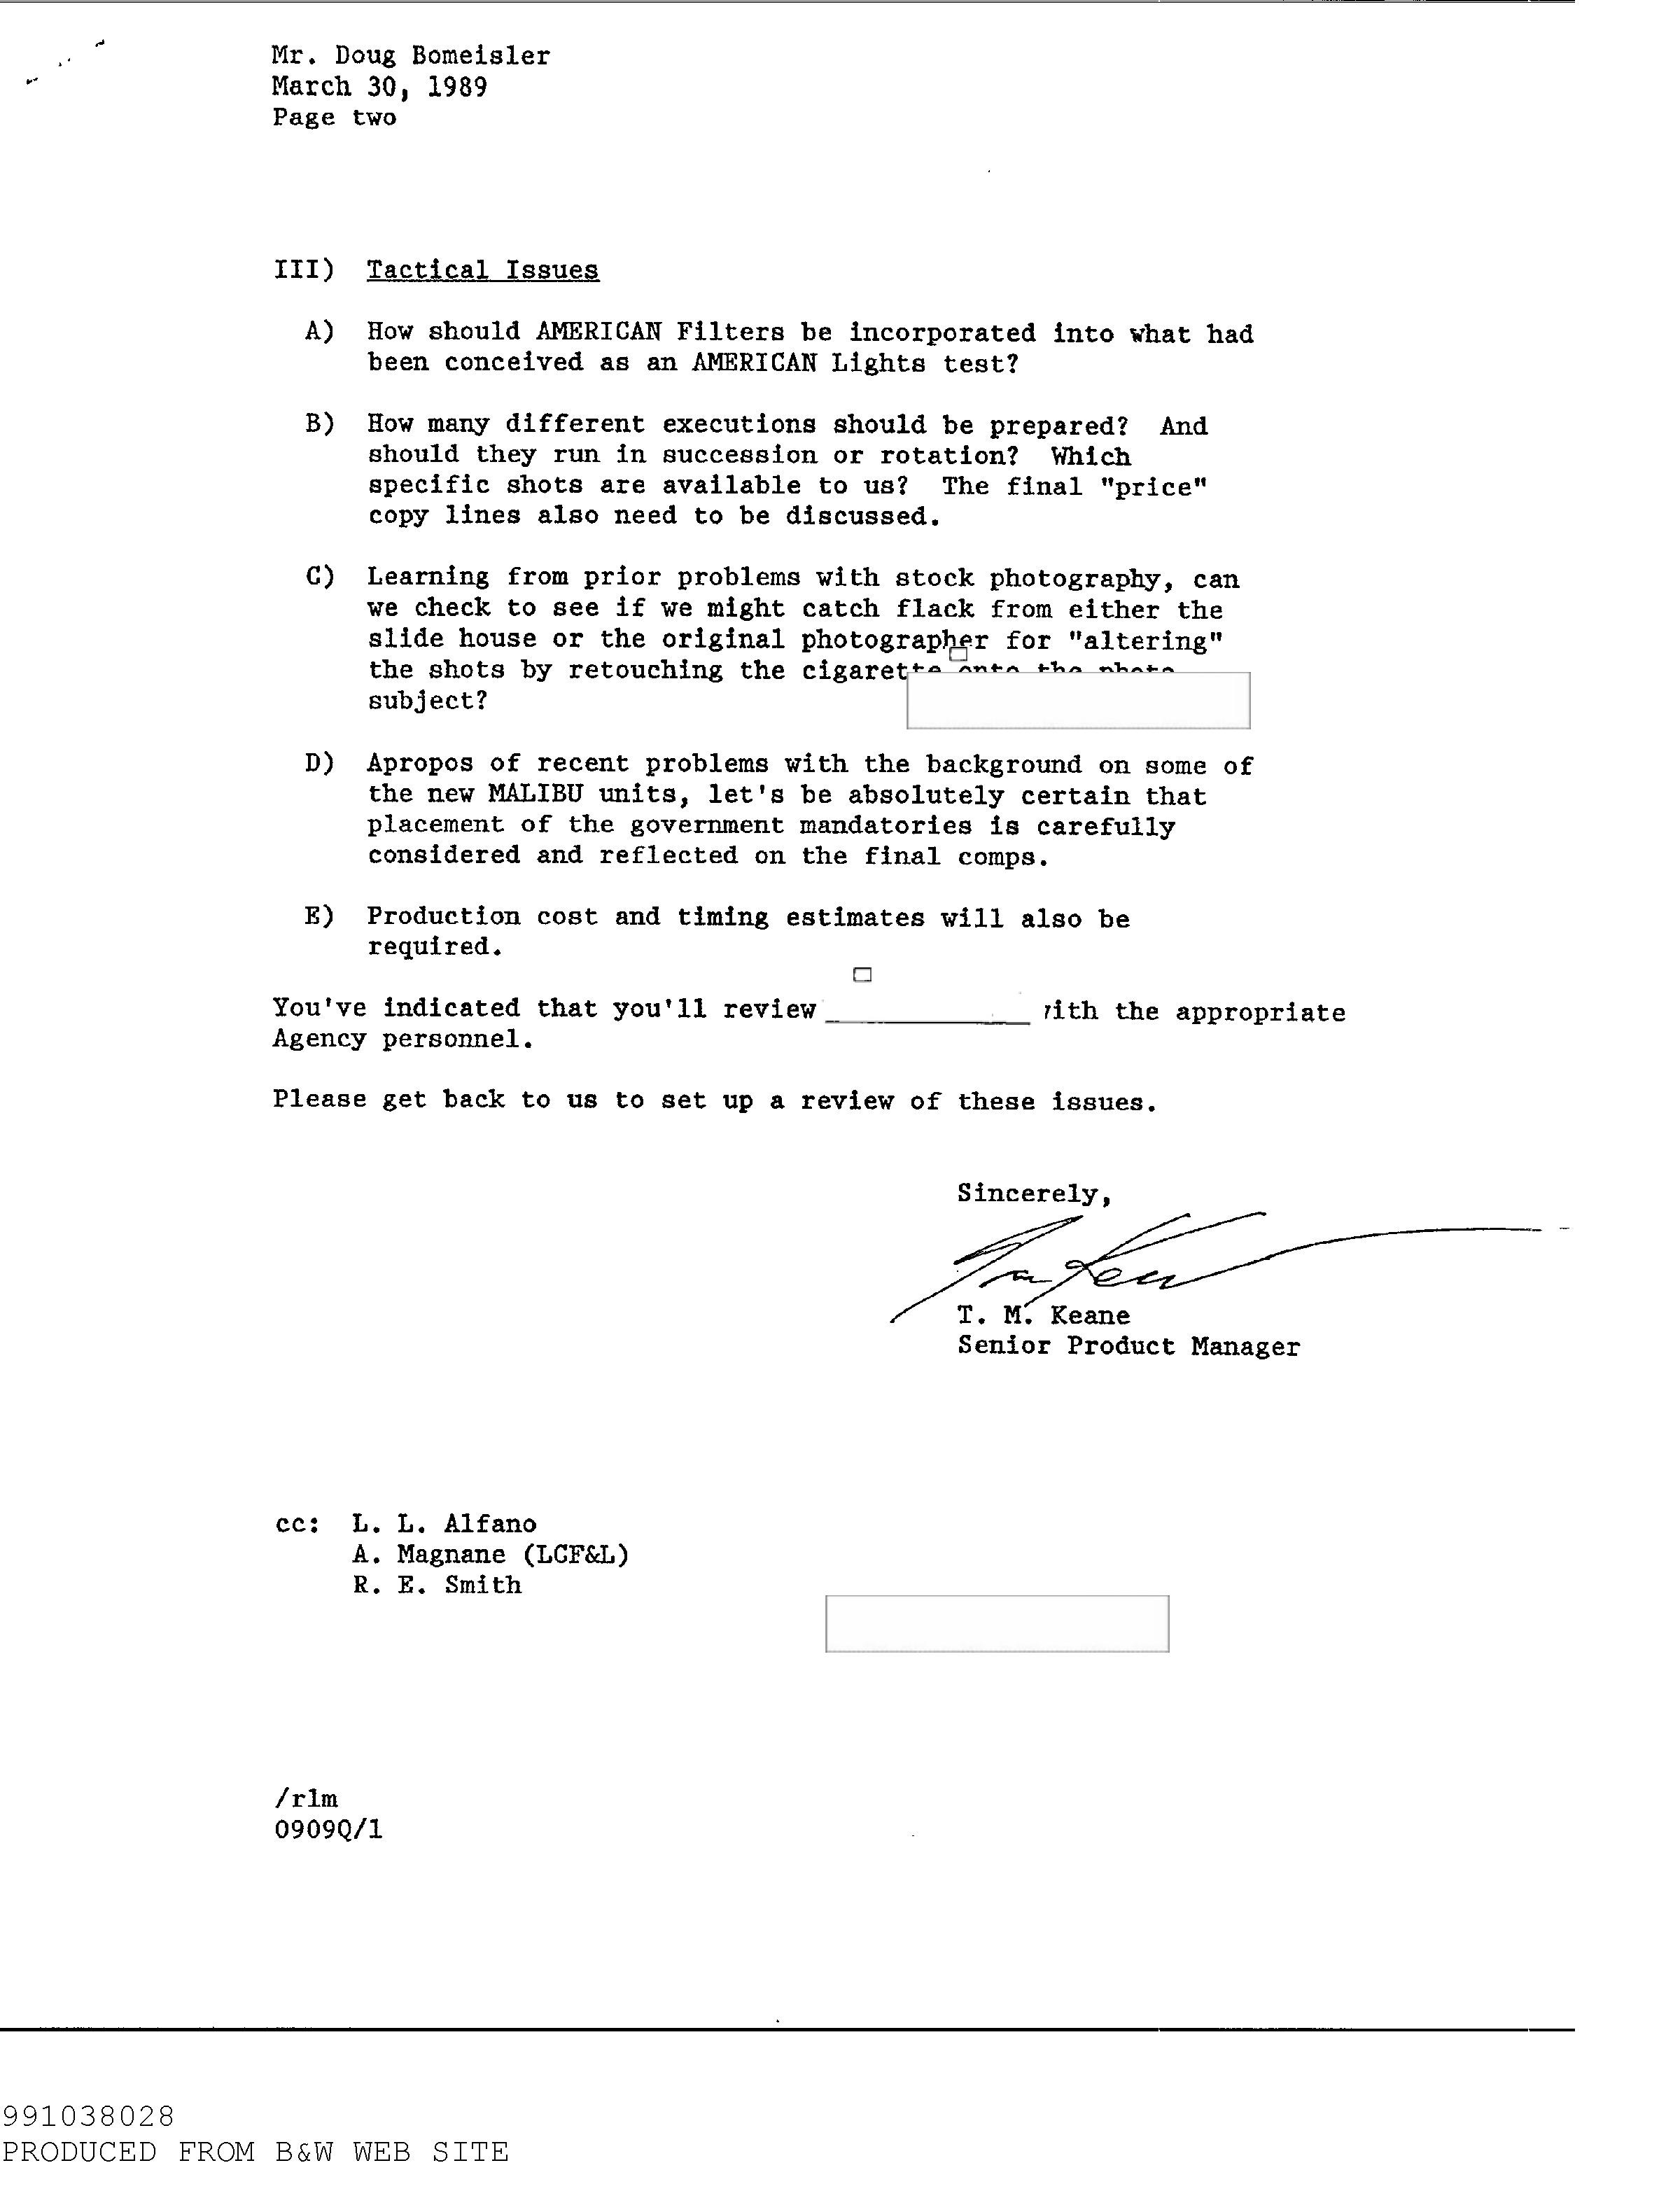 Mr. Doug Bomeisler
March 30, 1989
Page two
III) Tactical Issues
A) How should AMERICAN Filters be incorporated into what had
been conceived as an AMERICAN Lights test?
B) How many different executions should be prepared? And
should they run in succession or rotation? Which
specific shots are available to us? The final "price"
copy lines also need to be discussed.
C) Learning from prior problems with stock photography, can
we check to see if we might catch flack from either the
slide house or the original photographer for "altering"
the shots by retouching the cigarette onto the photo
subject?
D) Apropos of recent problems with the background on some of
the new MALIBU units, let's be absolutely certain that
placement of the government mandatories is carefully
considered and reflected on the final comps.
E) Production cost and timing estimates will also be
required.
You've indicated that you'll review with the appropriate
Agency personnel.
Please get back to us to set up a review of these issues.
Sincerely,
T. M. Keane
Senior Product Manager
cc: L. L. Alfano
A. Magnane (LCF&L)
R. E. Smith
/rlm
0909Q/1
991038028
PRODUCED FROM B&W WEB SITE